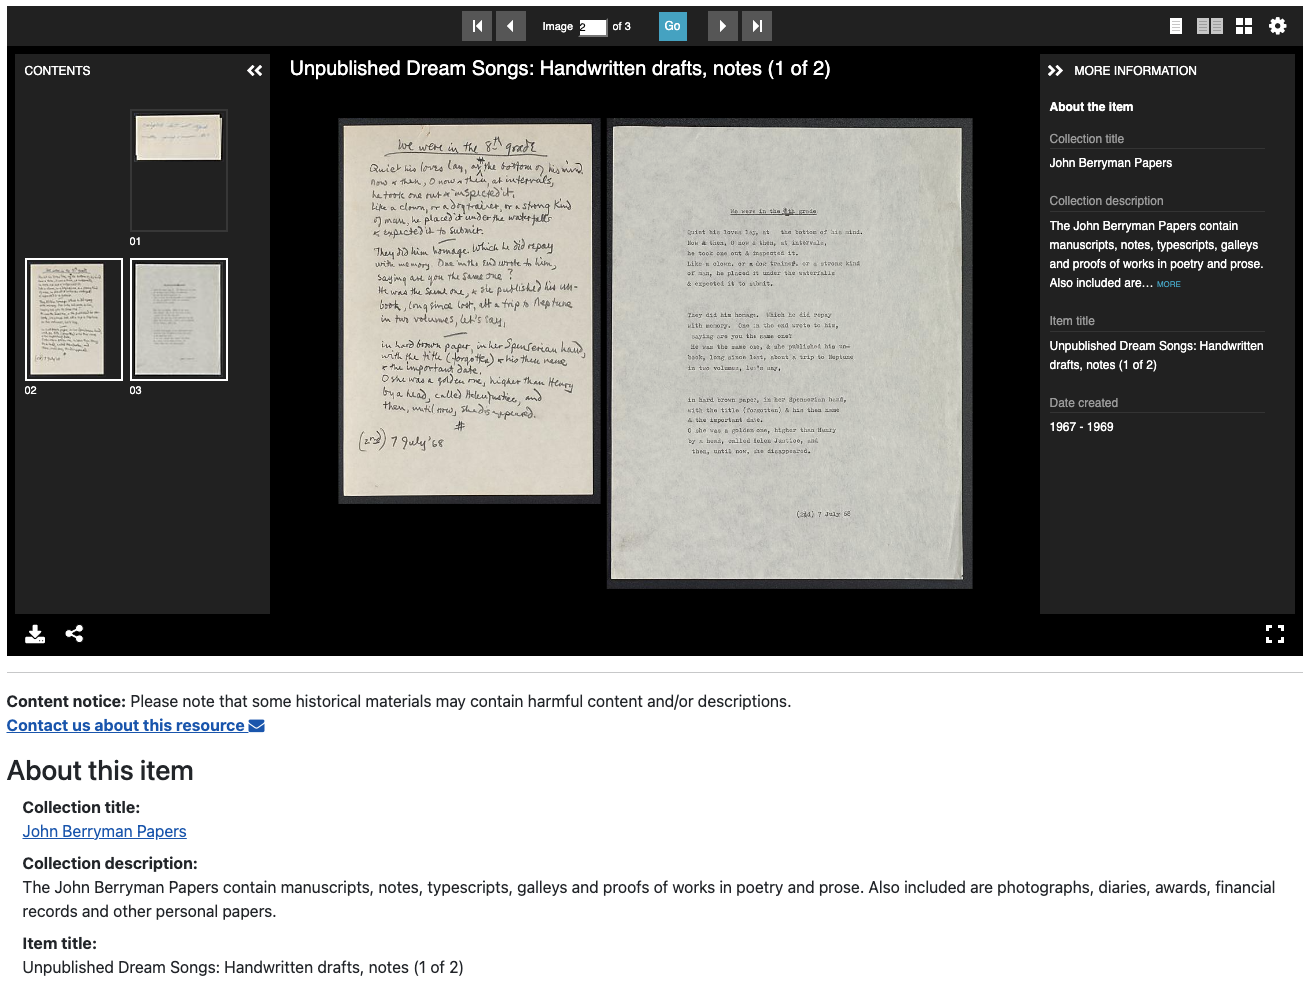 Image 2 of 3 Go
CONTENTS
01
02
03
Unpublished Dream Songs: Handwritten drafts, notes (1 of 2)
We were in the 8th grade
Quiet his loves lay, at the bottom of his mind.
Now & then, O now & then, at intervals,
he took one out & inspected it.
Like a clown, or a dog trainer, or a strong kind
of man, he placed it under the waterfalls
& expected it to submit.
They did him homage. Which he did repay
with memory. One in the end wrote to him,
saying are you the same one?
He was the same one, & she published his un-
book, long since lost, abt a trip to Neptune
in two volumes, let's say,
in hard brown paper, in her Spenserian hand,
with the title (forgotten) & his then name
& the important date.
O she was a golden one, higher than Henry
by a head, called Helen Justice, and
then, until now, she disappeared.
#
7 July '68
We were in the 8th grade
Quiet his loves lay, at the bottom of his mind.
Now & then, O now & then, at intervals,
he took one out & inspected it.
Like a clown, or a dog trainer, or a strong kind
of man, he placed it under the waterfalls
& expected it to submit.
They did him homage. Which he did repay
with memory. One in the end wrote to him,
saying are you the same one?
He was the same one, & she published his un-
book, long since lost, about a trip to Neptune
in two volumes, let's say,
in hard brown paper, in her Spenserian hand,
with the title (forgotten) & his then name
& the important date.
O she was a golden one, higher than Henry
by a head, called Helen Justice, and
then, until now, she disappeared.
7 July 68
MORE INFORMATION
About the item
Collection title
John Berryman Papers
Collection description
The John Berryman Papers contain
manuscripts, notes, typescripts, galleys
and proofs of works in poetry and prose.
Also included are... MORE
Item title
Unpublished Dream Songs: Handwritten
drafts, notes (1 of 2)
Date created
1967 - 1969
Content notice: Please note that some historical materials may contain harmful content and/or descriptions.
Contact us about this resource
About this item
Collection title:
John Berryman Papers
Collection description:
The John Berryman Papers contain manuscripts, notes, typescripts, galleys and proofs of works in poetry and prose. Also included are photographs, diaries, awards, financial
records and other personal papers.
Item title:
Unpublished Dream Songs: Handwritten drafts, notes (1 of 2)